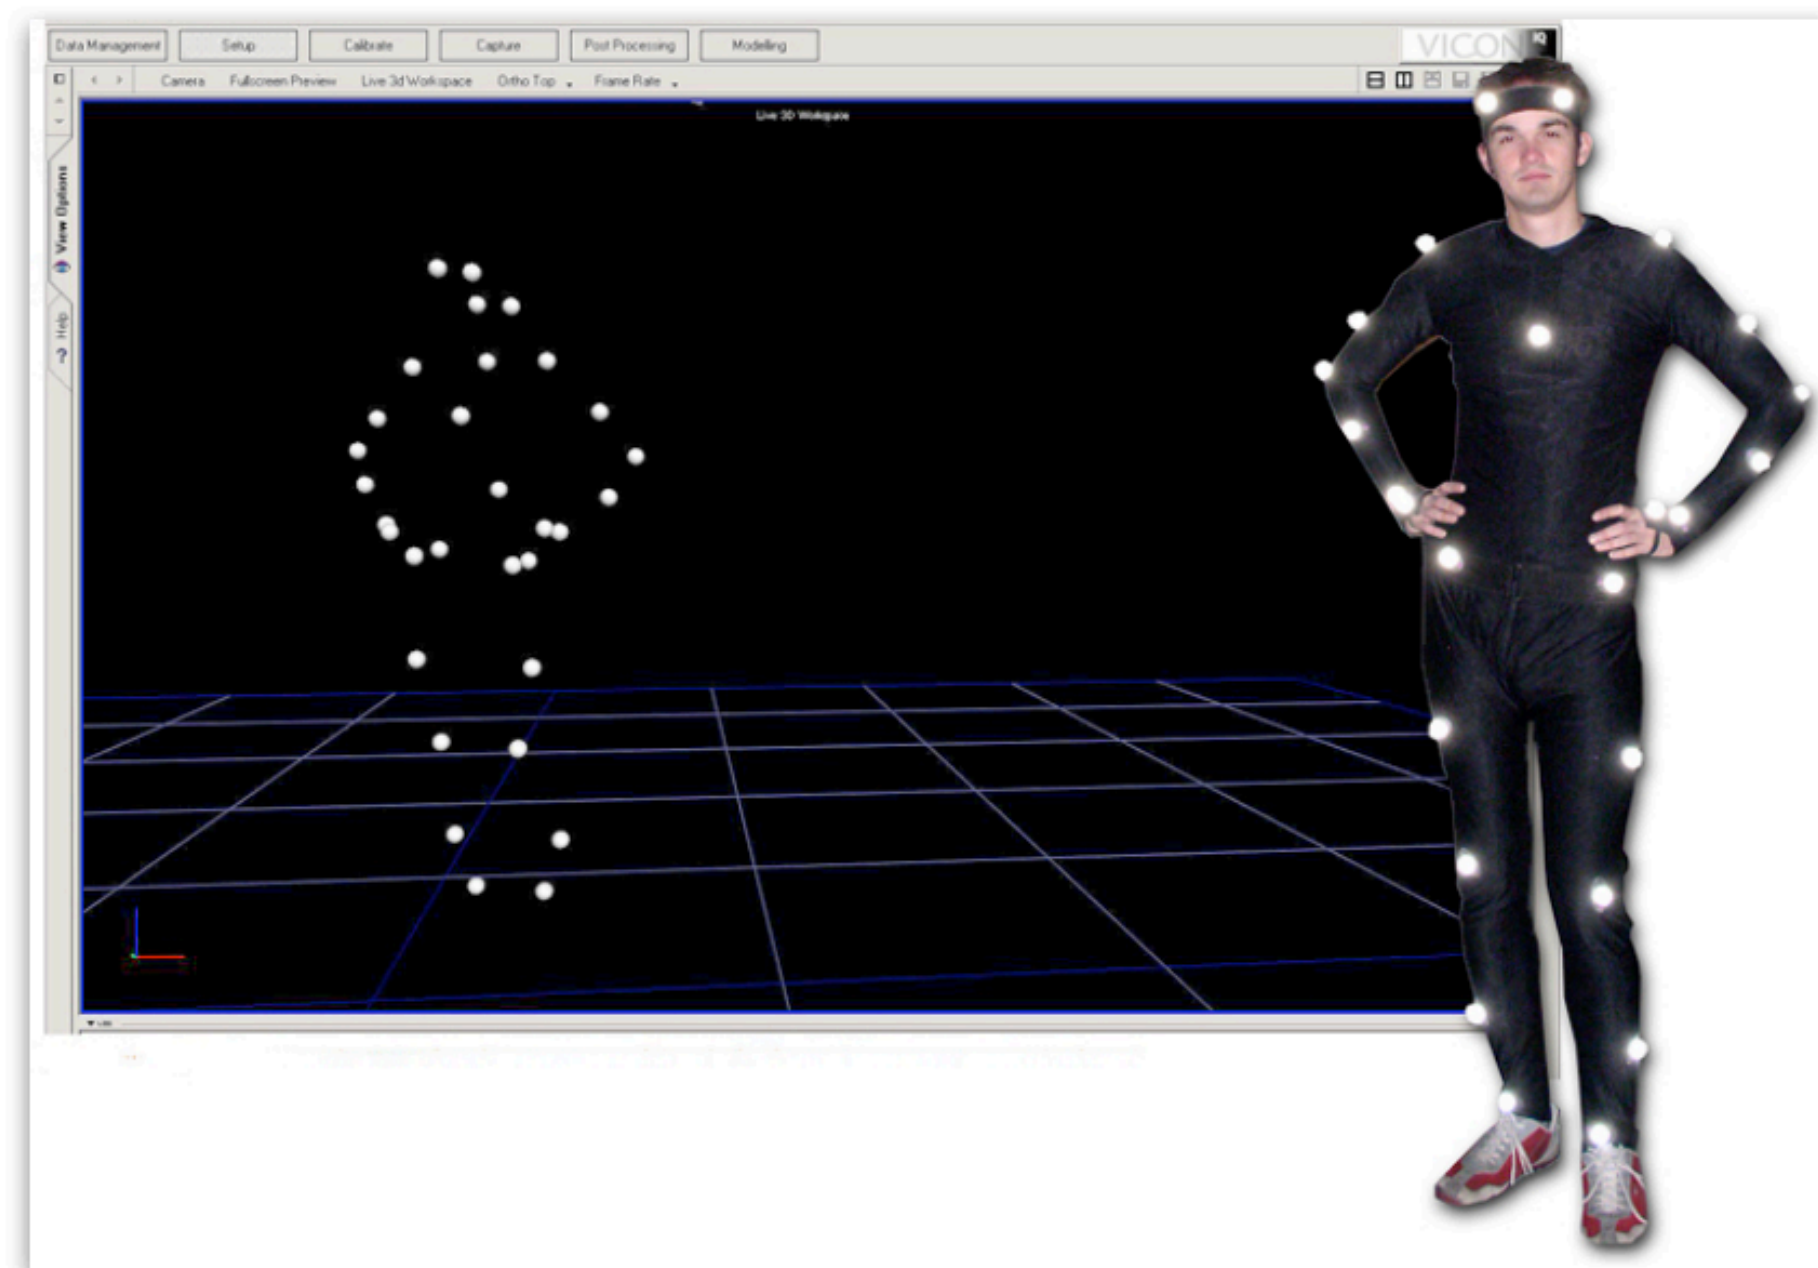 Data Management Setup Calibrate Capture Post Processing Modelling
VICON IQ
Camera Fullscreen Preview Live 3d Workspace Ortho Top Frame Rate
Live 3D Workspace
View Options
? Help